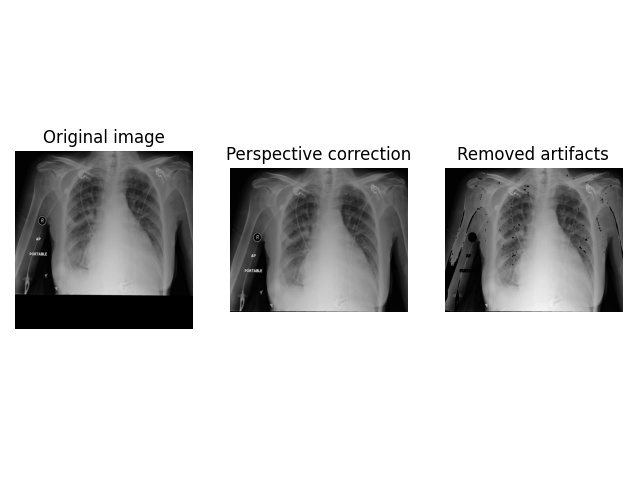 Original image
Perspective correction
Removed artifacts
R
AP
PORTABLE
R
AP
PORTABLE